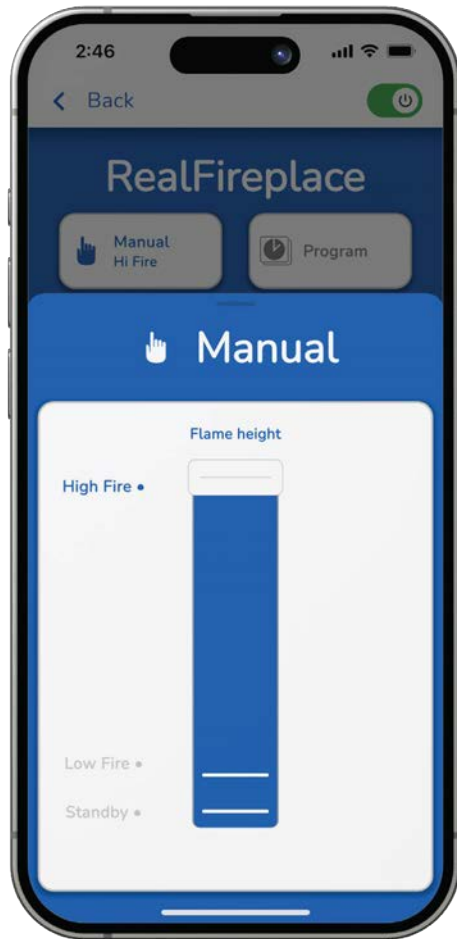 2:46
Back
RealFireplace
Manual
Hi Fire
Program
Manual
Flame height
High Fire
Low Fire
Standby